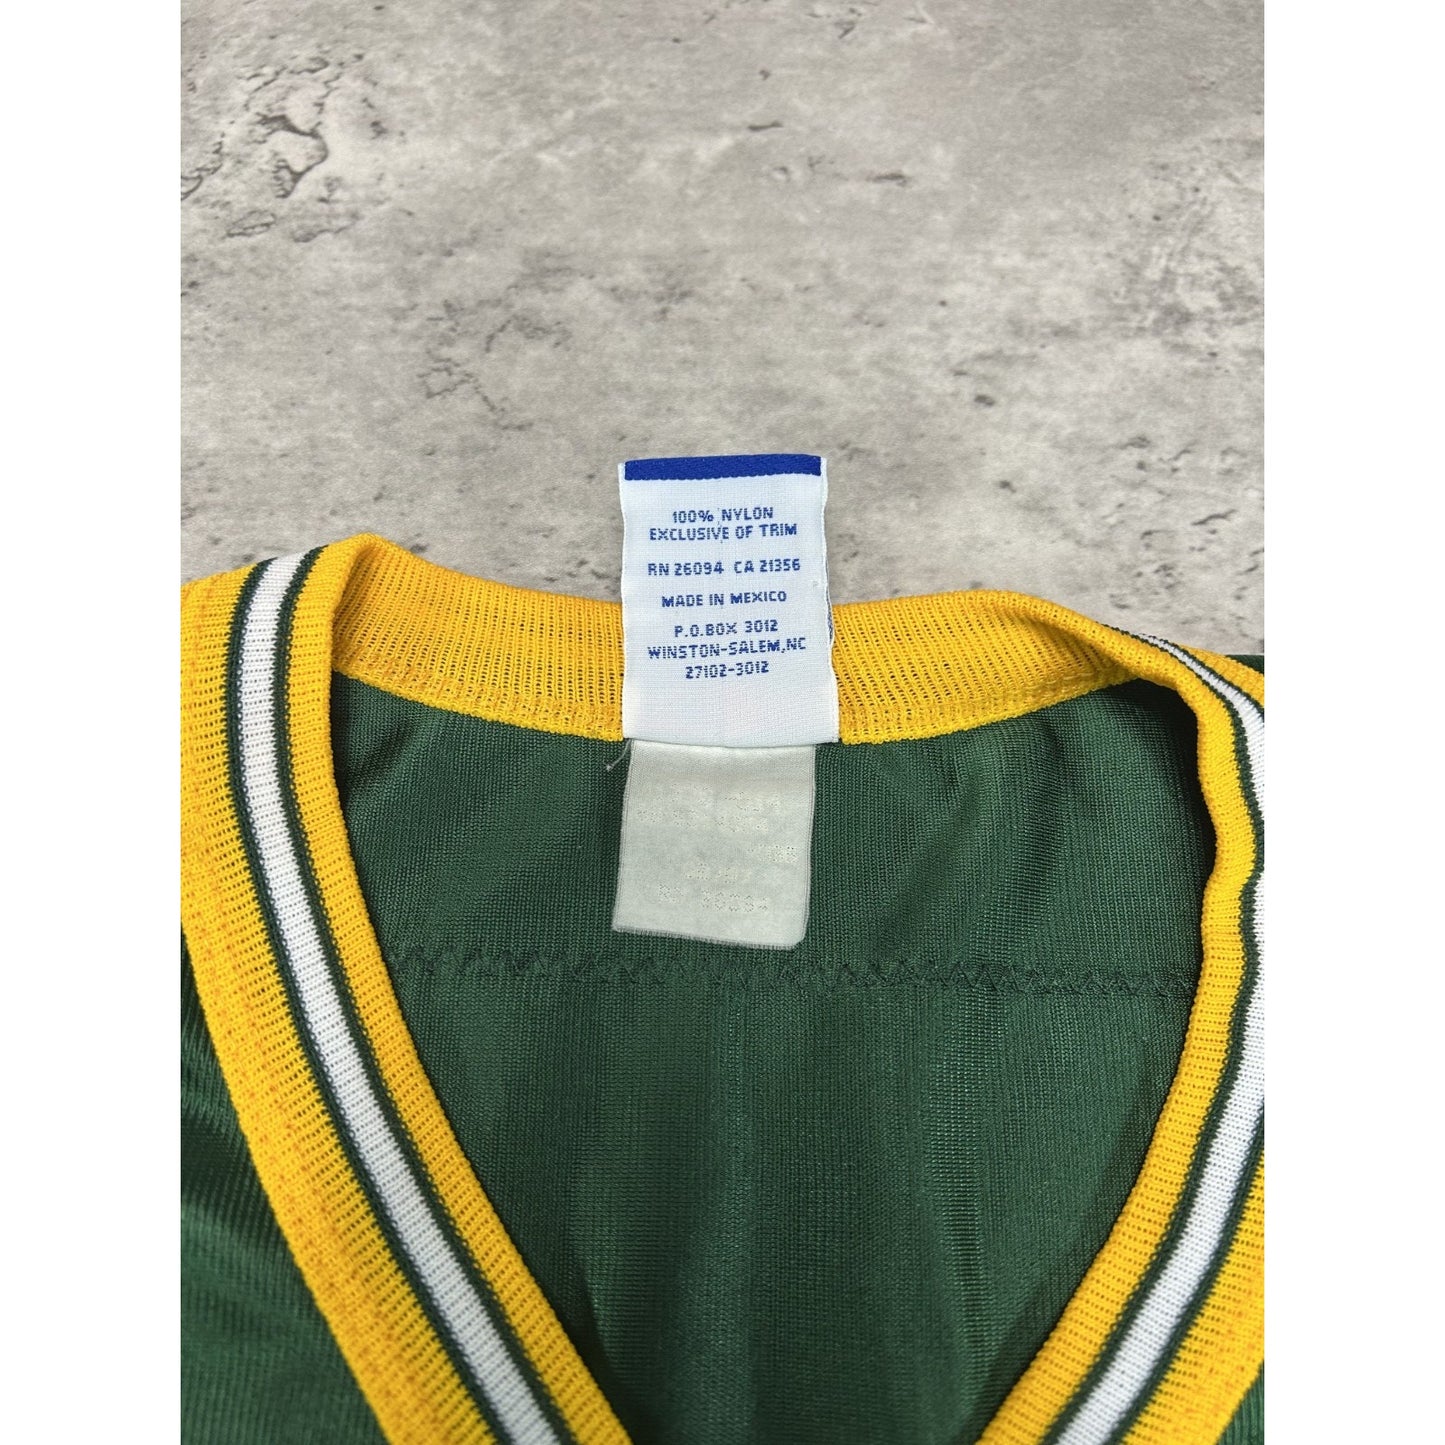 100% NYLON
EXCLUSIVE OF TRIM
RN 26094 CA 21356
MADE IN MEXICO
P.O.BOX 3012
WINSTON-SALEM,NC
27102-3012